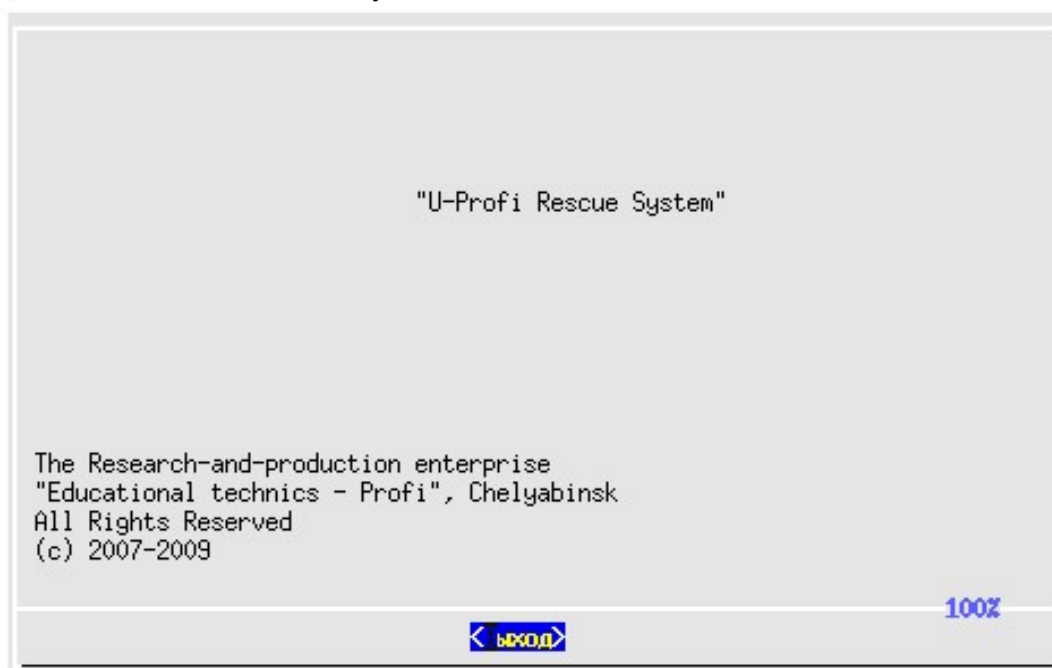 "U-Profi Rescue System"
The Research-and-production enterprise
"Educational technics - Profi", Chelyabinsk
All Rights Reserved
(c) 2007-2009
100%